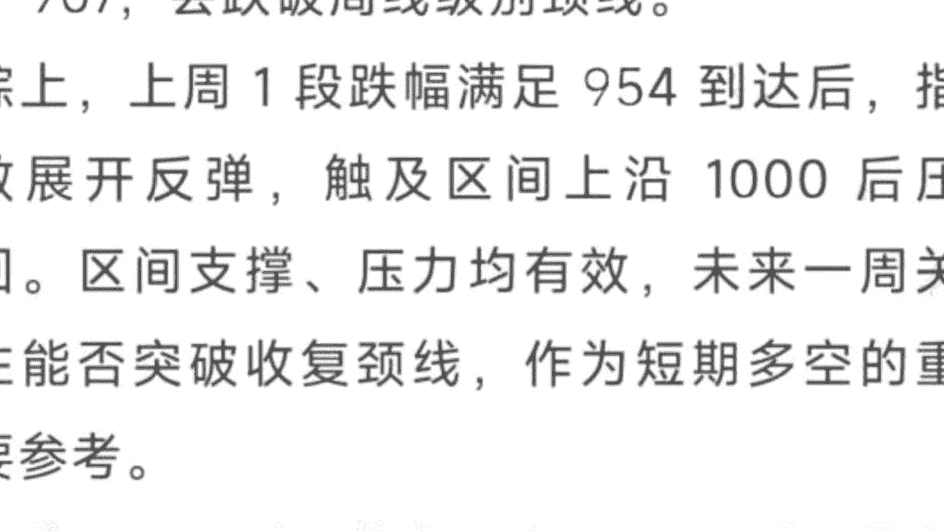 967，会跌破周线级别颈线。
综上，上周 1 段跌幅满足 954 到达后，指
数展开反弹，触及区间上沿 1000 后压
回。区间支撑、压力均有效，未来一周关
注能否突破收复颈线，作为短期多空的重
要参考。